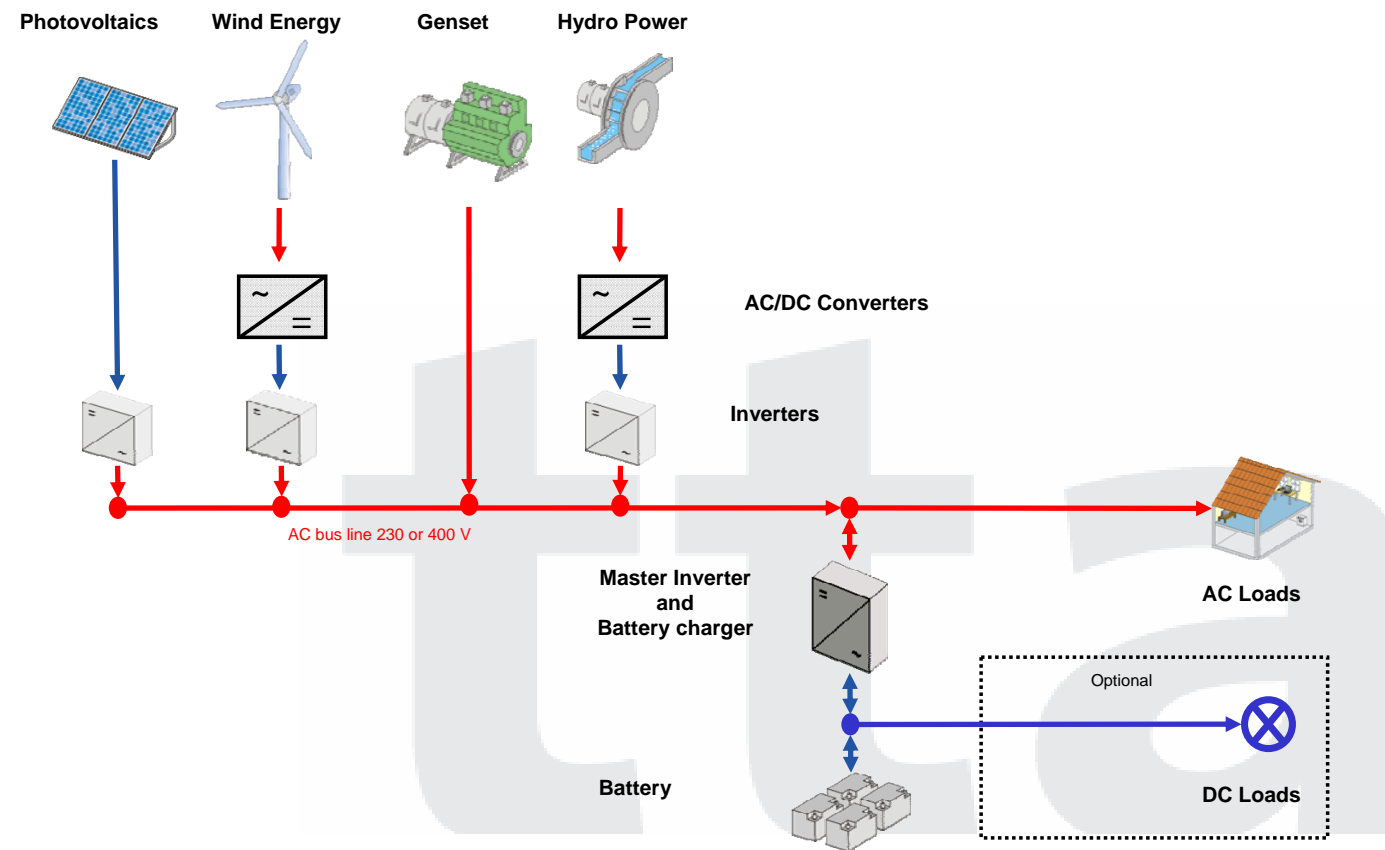 Photovoltaics
Wind Energy
Genset
Hydro Power
~
=
~
=
AC/DC Converters
=
~
=
~
=
~
Inverters
AC bus line 230 or 400 V
Master Inverter
and
Battery charger
=
~
AC Loads
Optional
Battery
DC Loads
tta